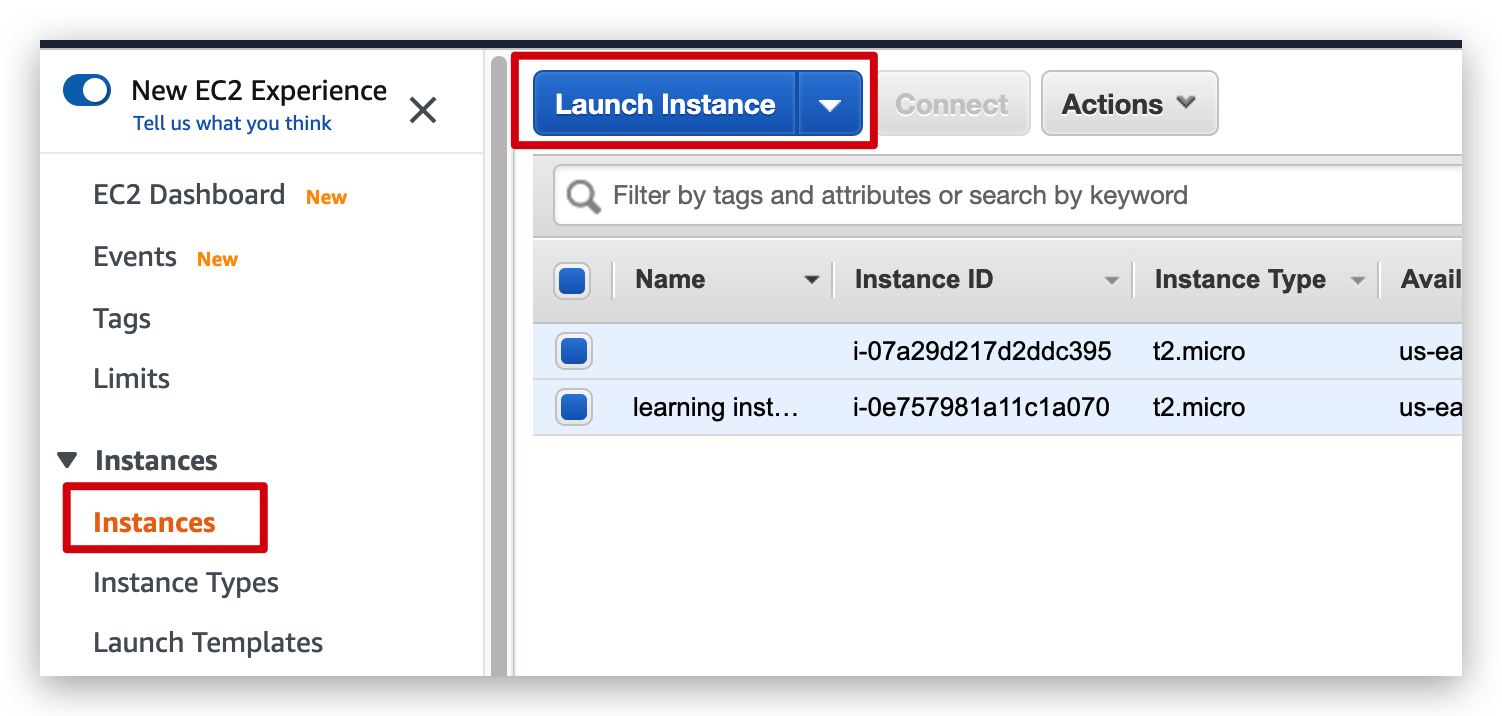 New EC2 Experience
Tell us what you think
EC2 Dashboard New
Events New
Tags
Limits
Instances
Instances
Instance Types
Launch Templates
Launch Instance Connect Actions
Filter by tags and attributes or search by keyword
Name Instance ID Instance Type Avail
i-07a29d217d2ddc395 t2.micro us-ea
learning inst... i-0e757981a11c1a070 t2.micro us-ea